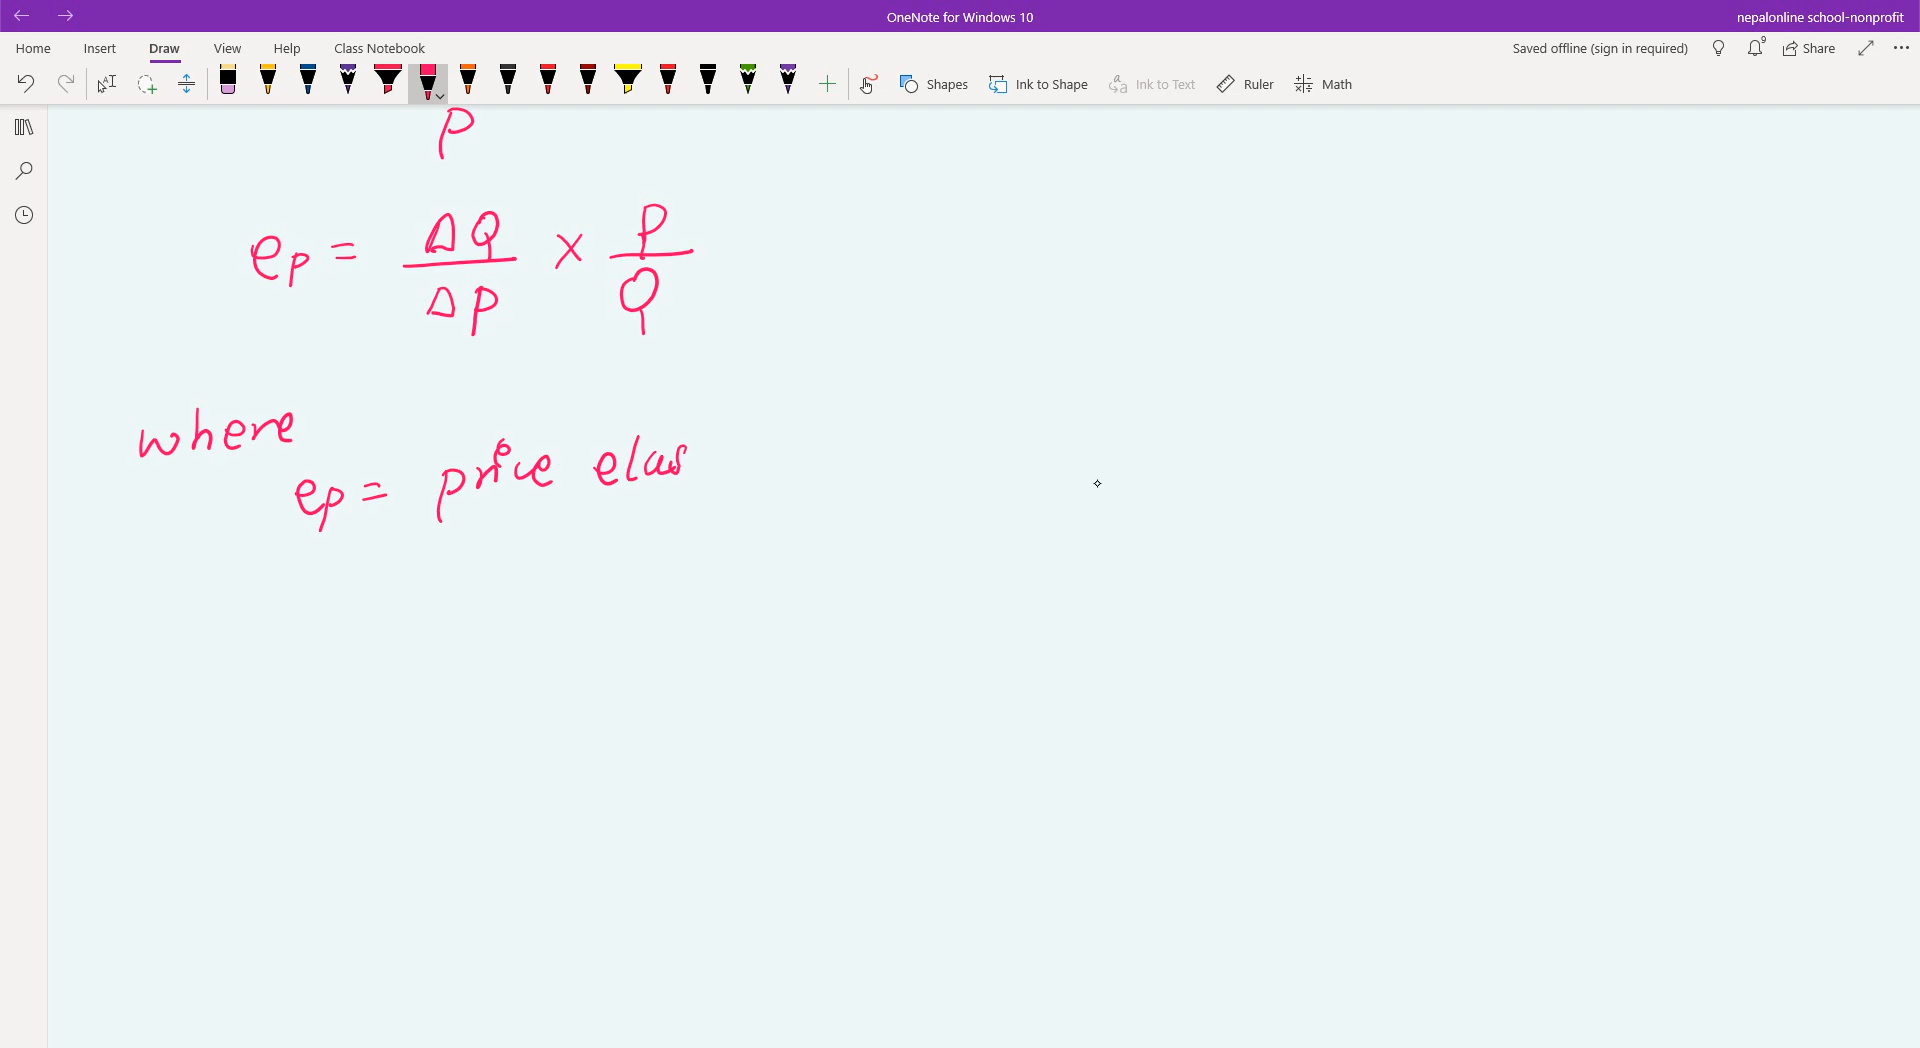 OneNote for Windows 10
nepalonline school-nonprofit
Home Insert Draw View Help Class Notebook
Saved offline (sign in required) 9 Share
Shapes Ink to Shape Ink to Text Ruler Math
P
ep = ΔQ/ΔP × P/Q
where
ep = price elas